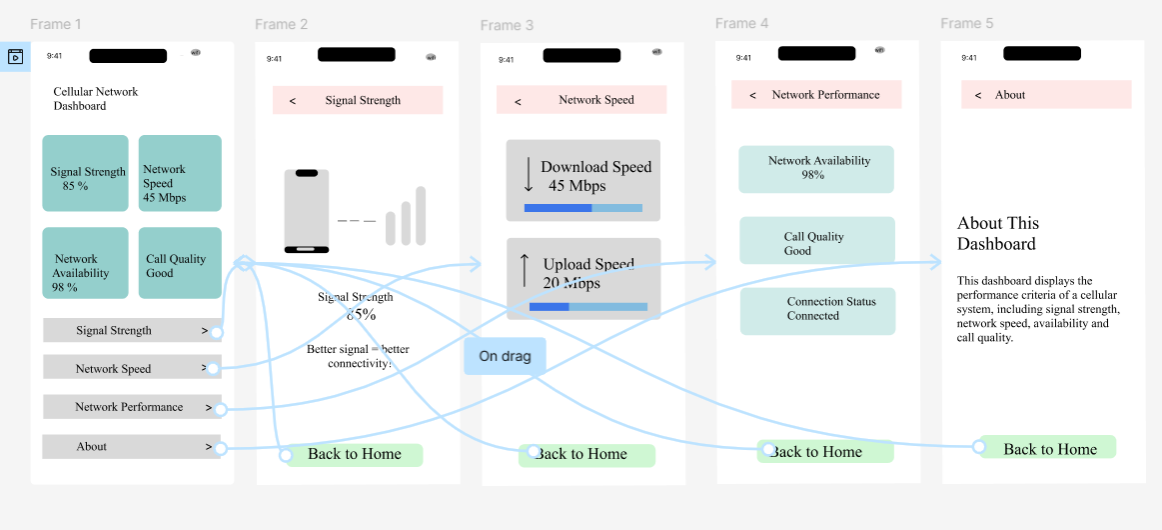 Frame 1
9:41
Cellular Network
Dashboard
Signal Strength
85 %
Network
Speed
45 Mbps
Network
Availability
98 %
Call Quality
Good
Signal Strength >
Network Speed >
Network Performance >
About >
Frame 2
9:41
< Signal Strength
Signal Strength
85%
Better signal = better
connectivity!
Back to Home
Frame 3
9:41
< Network Speed
Download Speed
45 Mbps
Upload Speed
20 Mbps
On drag
Back to Home
Frame 4
9:41
< Network Performance
Network Availability
98%
Call Quality
Good
Connection Status
Connected
Back to Home
Frame 5
9:41
< About
About This
Dashboard
This dashboard displays the
performance criteria of a cellular
system, including signal strength,
network speed, availability and
call quality.
Back to Home